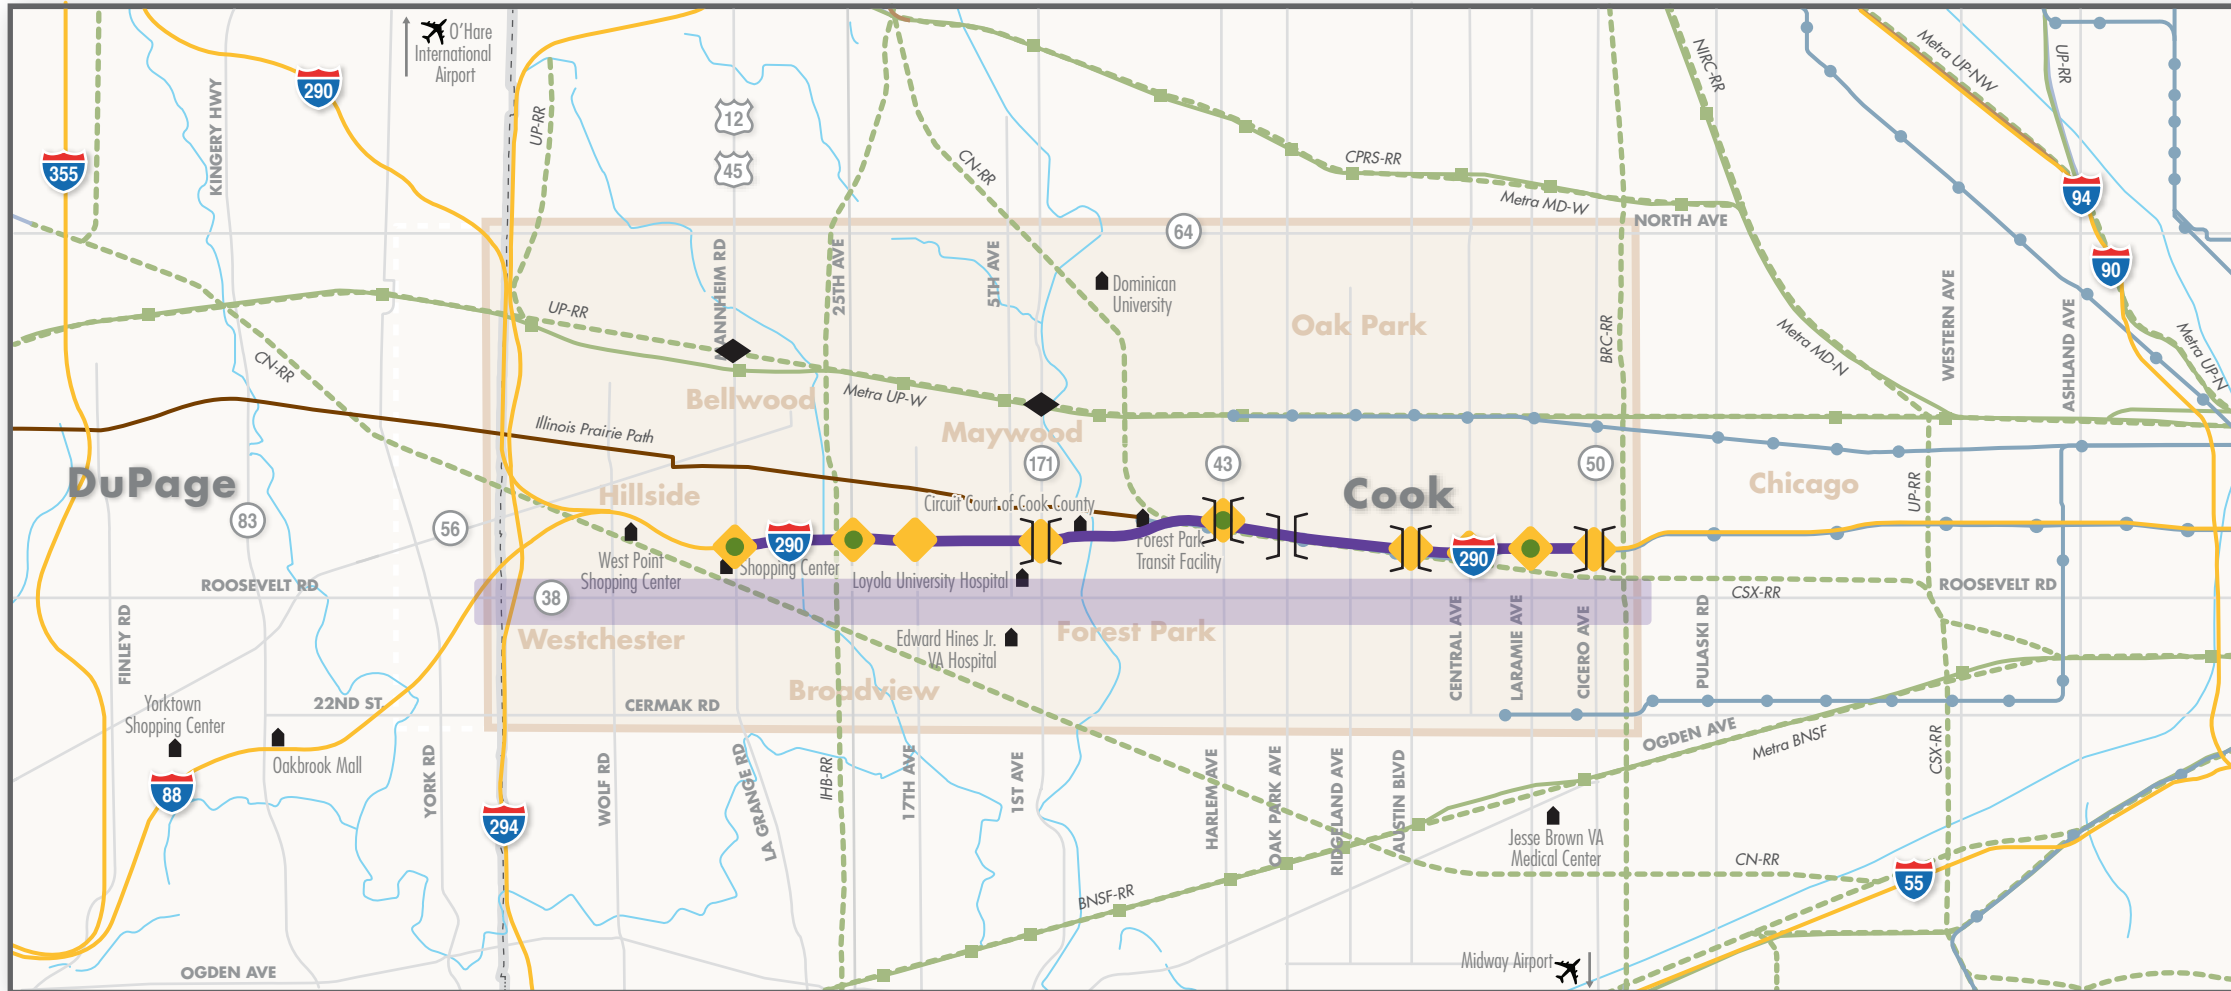 O'Hare
International
Airport
290
355
KINGERY HWY
UP-RR
12
45
CN-RR
CPRS-RR
Metra MD-W
NIRC-RR
Metra UP-NW
UP-RR
94
90
NORTH AVE
64
MANNHEIM RD
25TH AVE
5TH AVE
Dominican
University
Oak Park
BRC-RR
Metra MD-N
WESTERN AVE
ASHLAND AVE
Metra UP-N
UP-RR
CN-RR
Bellwood
Metra UP-W
Maywood
Illinois Prairie Path
DuPage
83
56
Hillside
171
43
50
Cook
Chicago
UP-RR
Circuit Court of Cook County
290
290
Forest Park
Transit Facility
West Point
Shopping Center
Shopping Center
Loyola University Hospital
ROOSEVELT RD
38
CSX-RR
ROOSEVELT RD
FINLEY RD
Westchester
Edward Hines Jr.
VA Hospital
Forest Park
CENTRAL AVE
LARAMIE AVE
CICERO AVE
PULASKI RD
Broadview
22ND ST
CERMAK RD
Yorktown
Shopping Center
Oakbrook Mall
88
YORK RD
294
WOLF RD
LA GRANGE RD
IHB-RR
17TH AVE
1ST AVE
HARLEM AVE
OAK PARK AVE
RIDGELAND AVE
AUSTIN BLVD
OGDEN AVE
Metra BNSF
CSX-RR
Jesse Brown VA
Medical Center
CN-RR
55
BNSF-RR
OGDEN AVE
Midway Airport